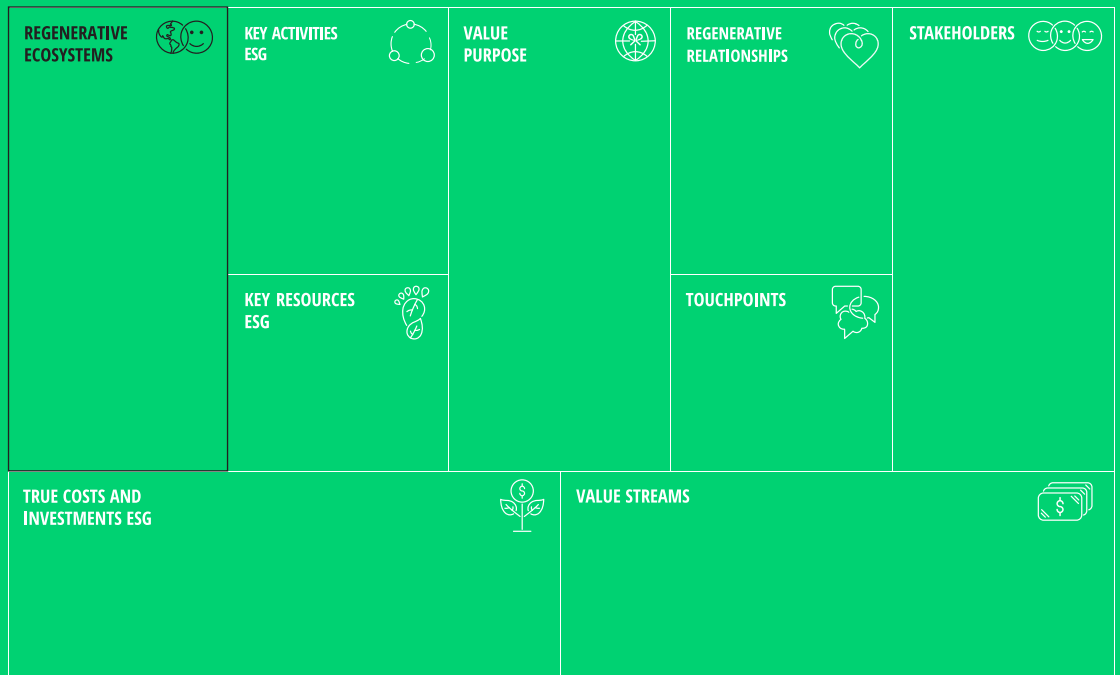 REGENERATIVE
ECOSYSTEMS
KEY ACTIVITIES
ESG
VALUE
PURPOSE
REGENERATIVE
RELATIONSHIPS
STAKEHOLDERS
KEY RESOURCES
ESG
TOUCHPOINTS
TRUE COSTS AND
INVESTMENTS ESG
$
VALUE STREAMS
$